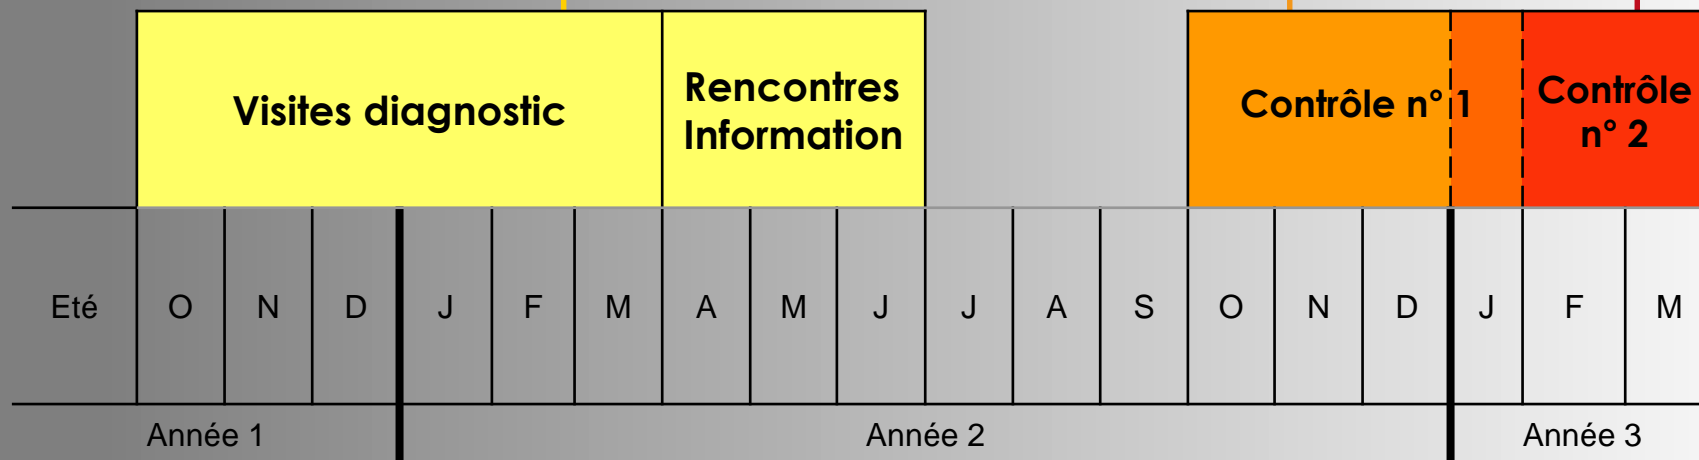 Visites diagnostic
Rencontres
Information
Contrôle n° 1
Contrôle
n° 2
Eté O N D J F M A M J J A S O N D J F M
Année 1 Année 2 Année 3